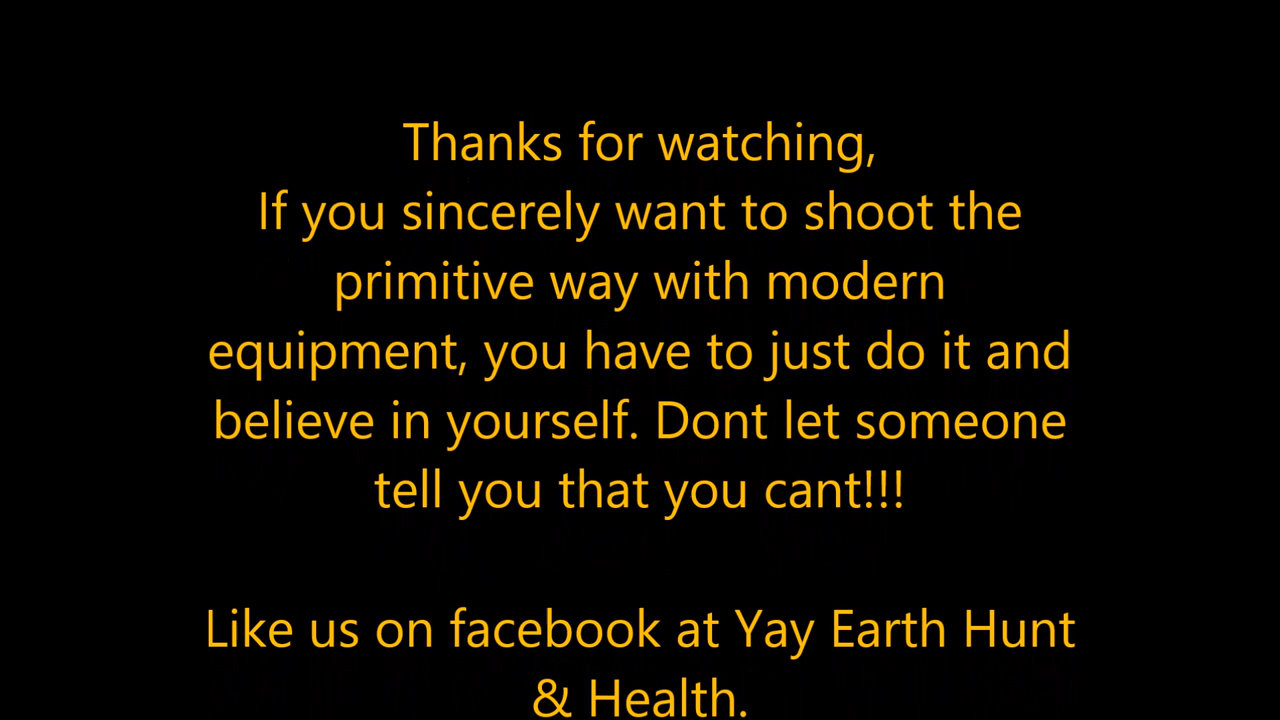 Thanks for watching,
If you sincerely want to shoot the
primitive way with modern
equipment, you have to just do it and
believe in yourself. Dont let someone
tell you that you cant!!!
Like us on facebook at Yay Earth Hunt
& Health.